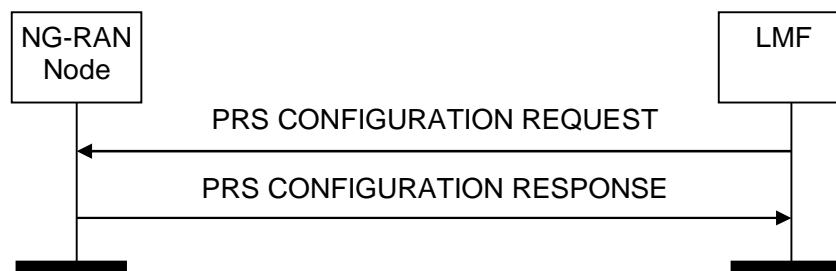 NG-RAN
Node
LMF
PRS CONFIGURATION REQUEST
PRS CONFIGURATION RESPONSE